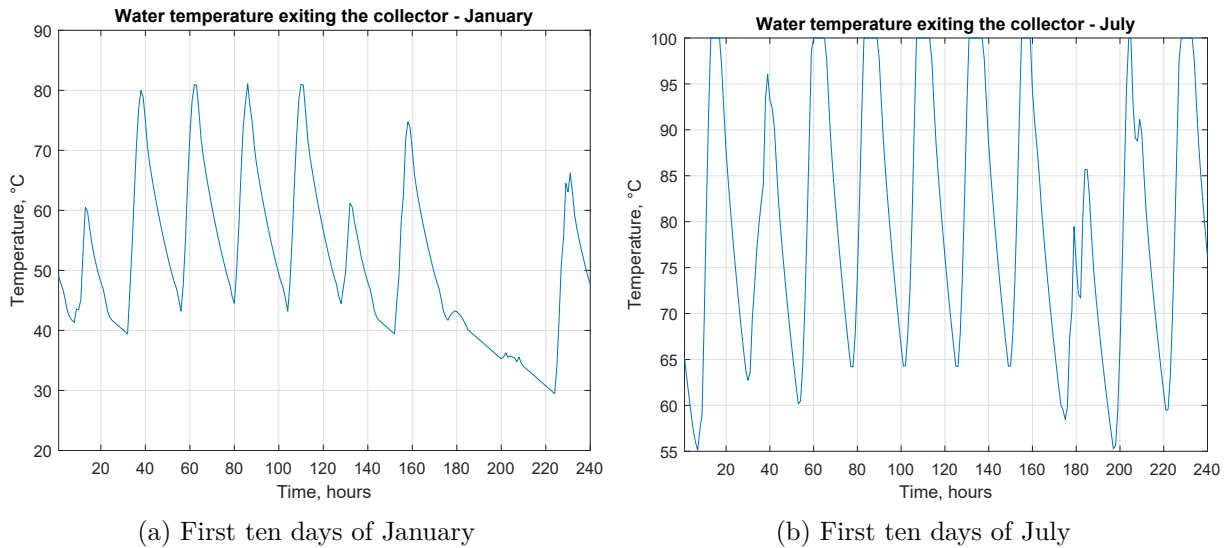 Water temperature exiting the collector - January
90
80
70
60
50
40
30
20
Temperature, °C
20 40 60 80 100 120 140 160 180 200 220 240
Time, hours
(a) First ten days of January
Water temperature exiting the collector - July
100
95
90
85
80
75
70
65
60
55
Temperature, °C
20 40 60 80 100 120 140 160 180 200 220 240
Time, hours
(b) First ten days of July